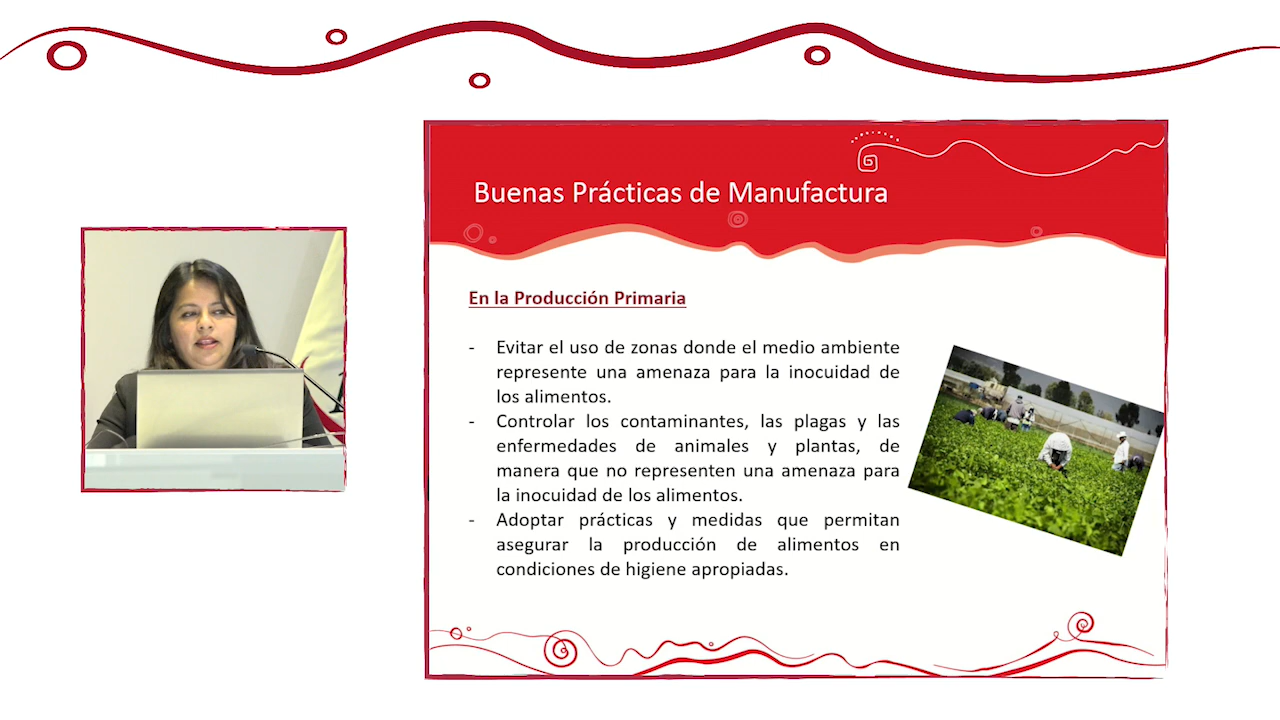 Buenas Prácticas de Manufactura
En la Producción Primaria
- Evitar el uso de zonas donde el medio ambiente
represente una amenaza para la inocuidad de
los alimentos.
- Controlar los contaminantes, las plagas y las
enfermedades de animales y plantas, de
manera que no representen una amenaza para
la inocuidad de los alimentos.
- Adoptar prácticas y medidas que permitan
asegurar la producción de alimentos en
condiciones de higiene apropiadas.